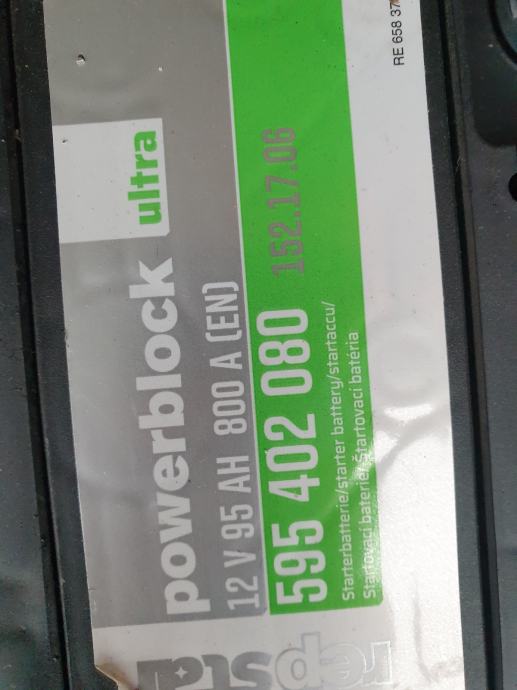 powerblock ultra
12 V 95 AH 800 A (EN)
595 402 080 152.17.06
Starterbatterie/starter battery/startaccu/
Štartovací baterie/Štartovací batéria
RE 658 37